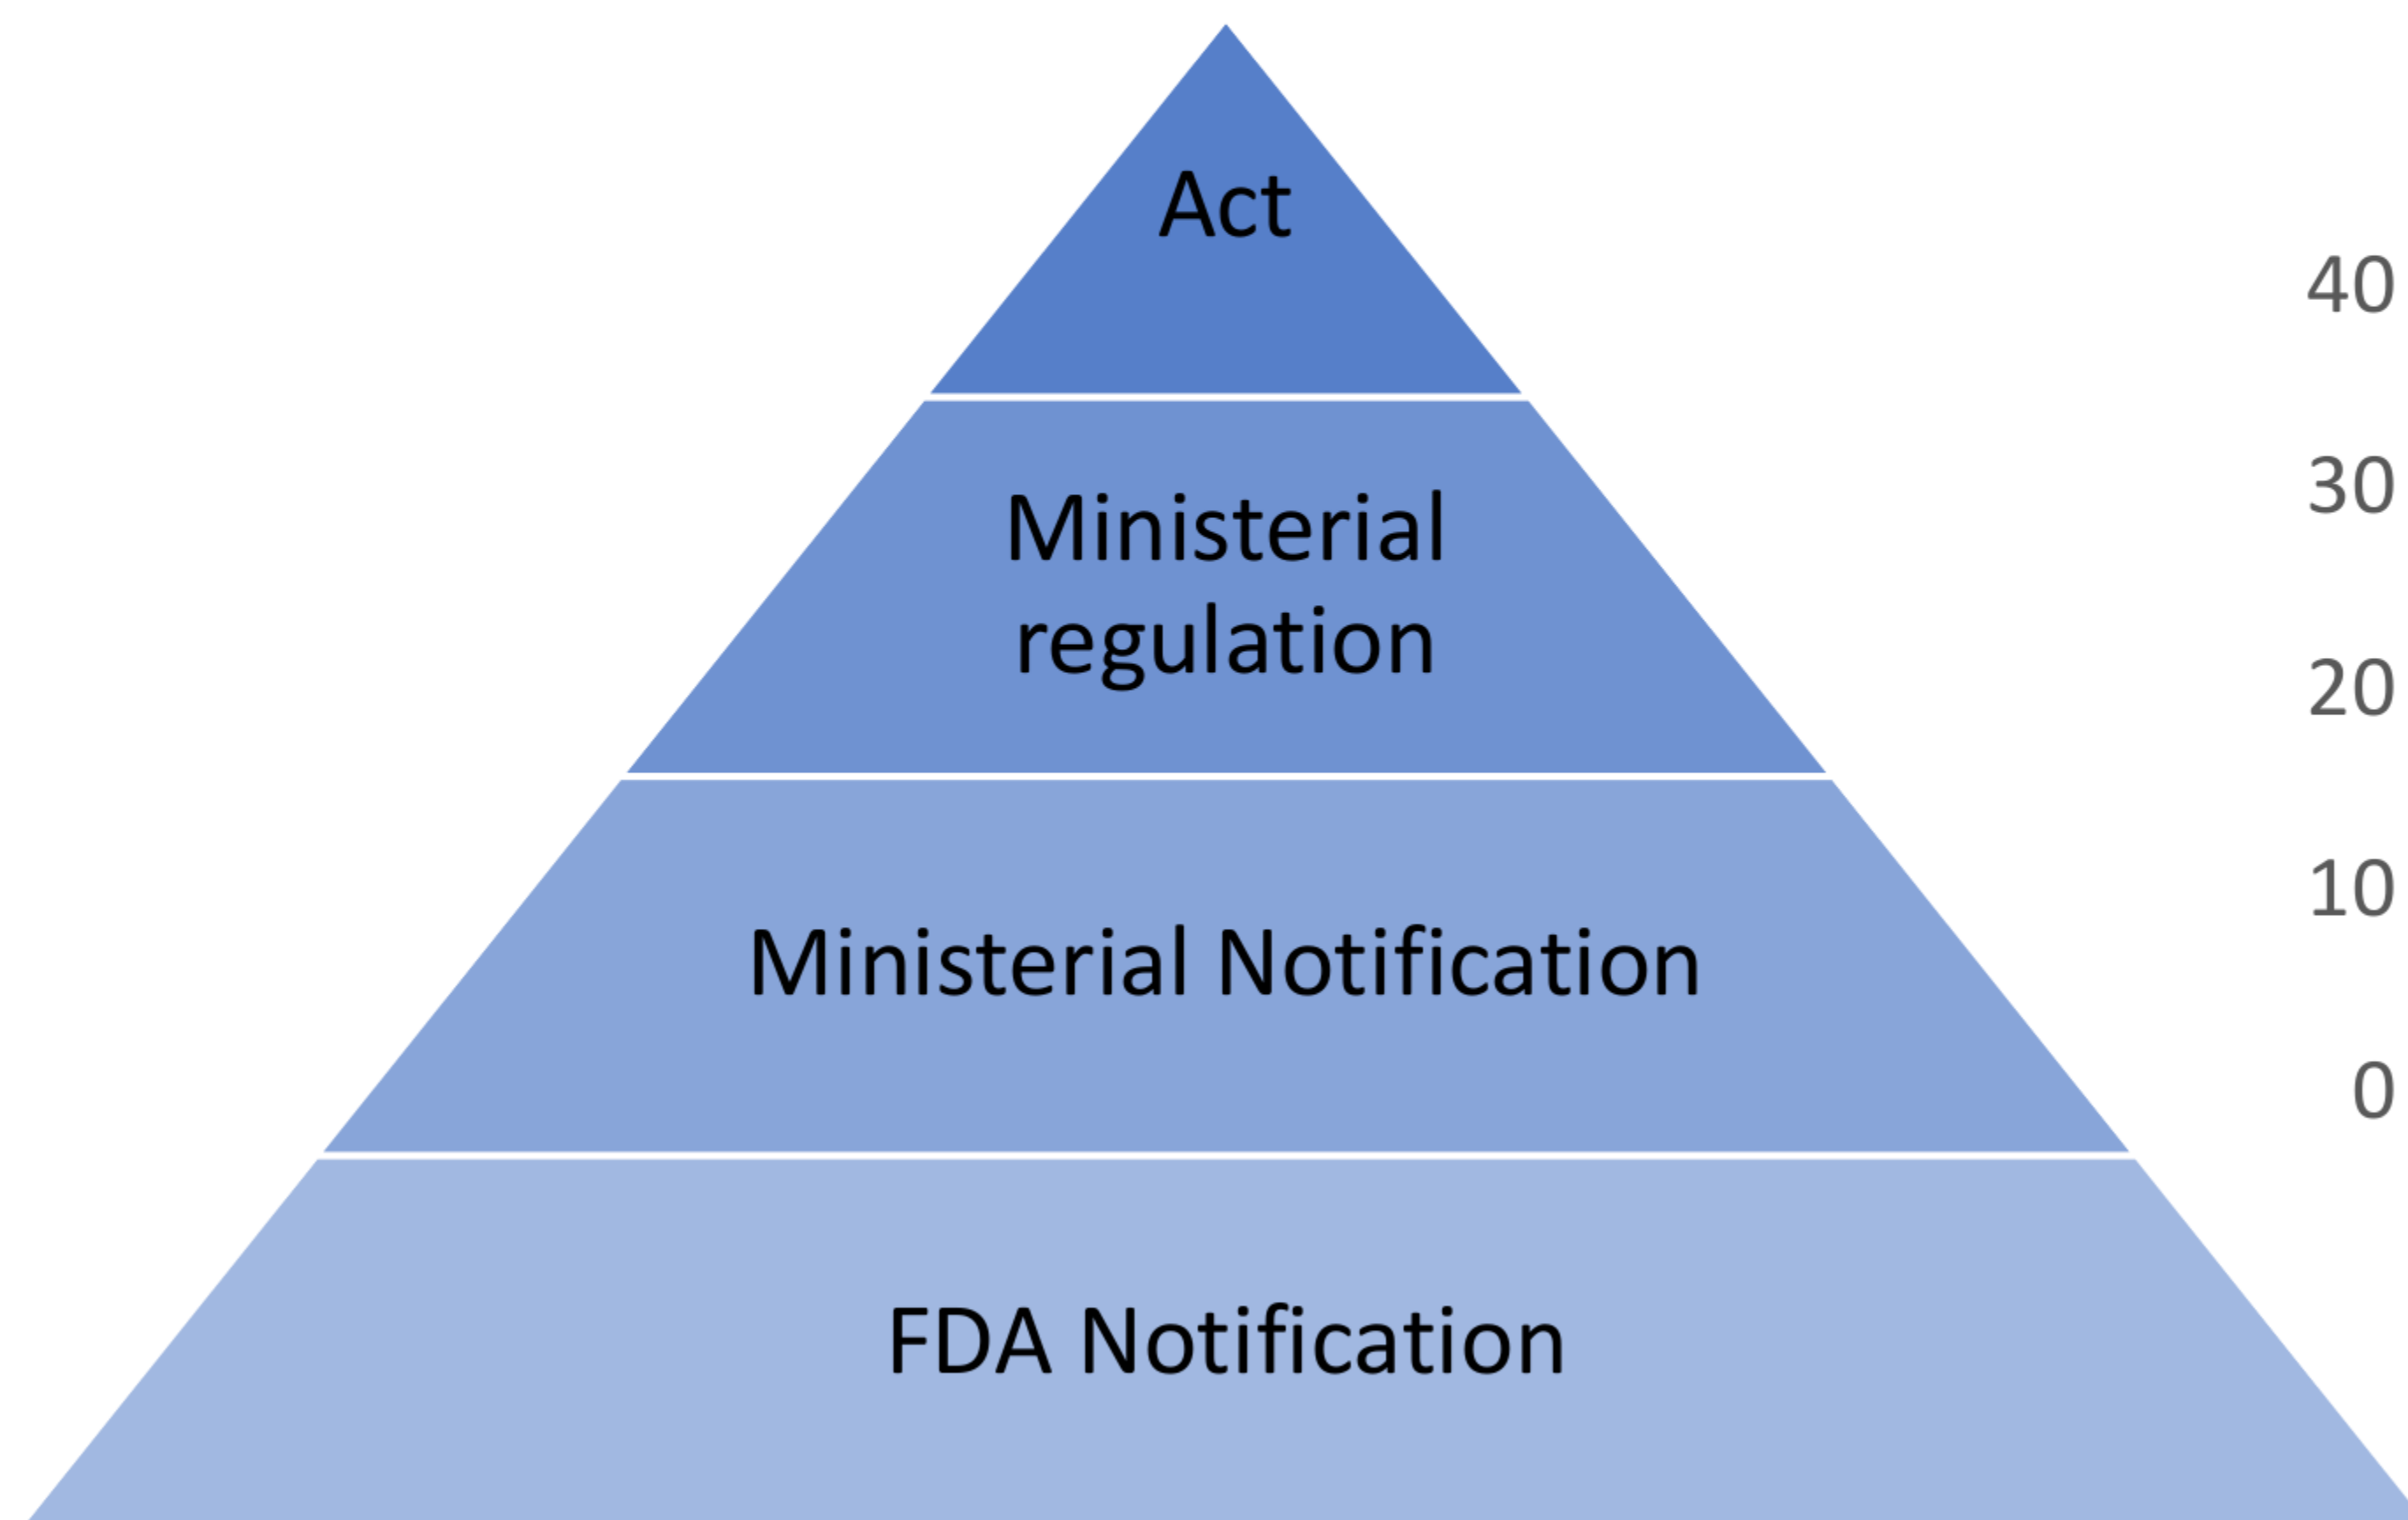 Act
Ministerial
regulation
Ministerial Notification
FDA Notification
40
30
20
10
0